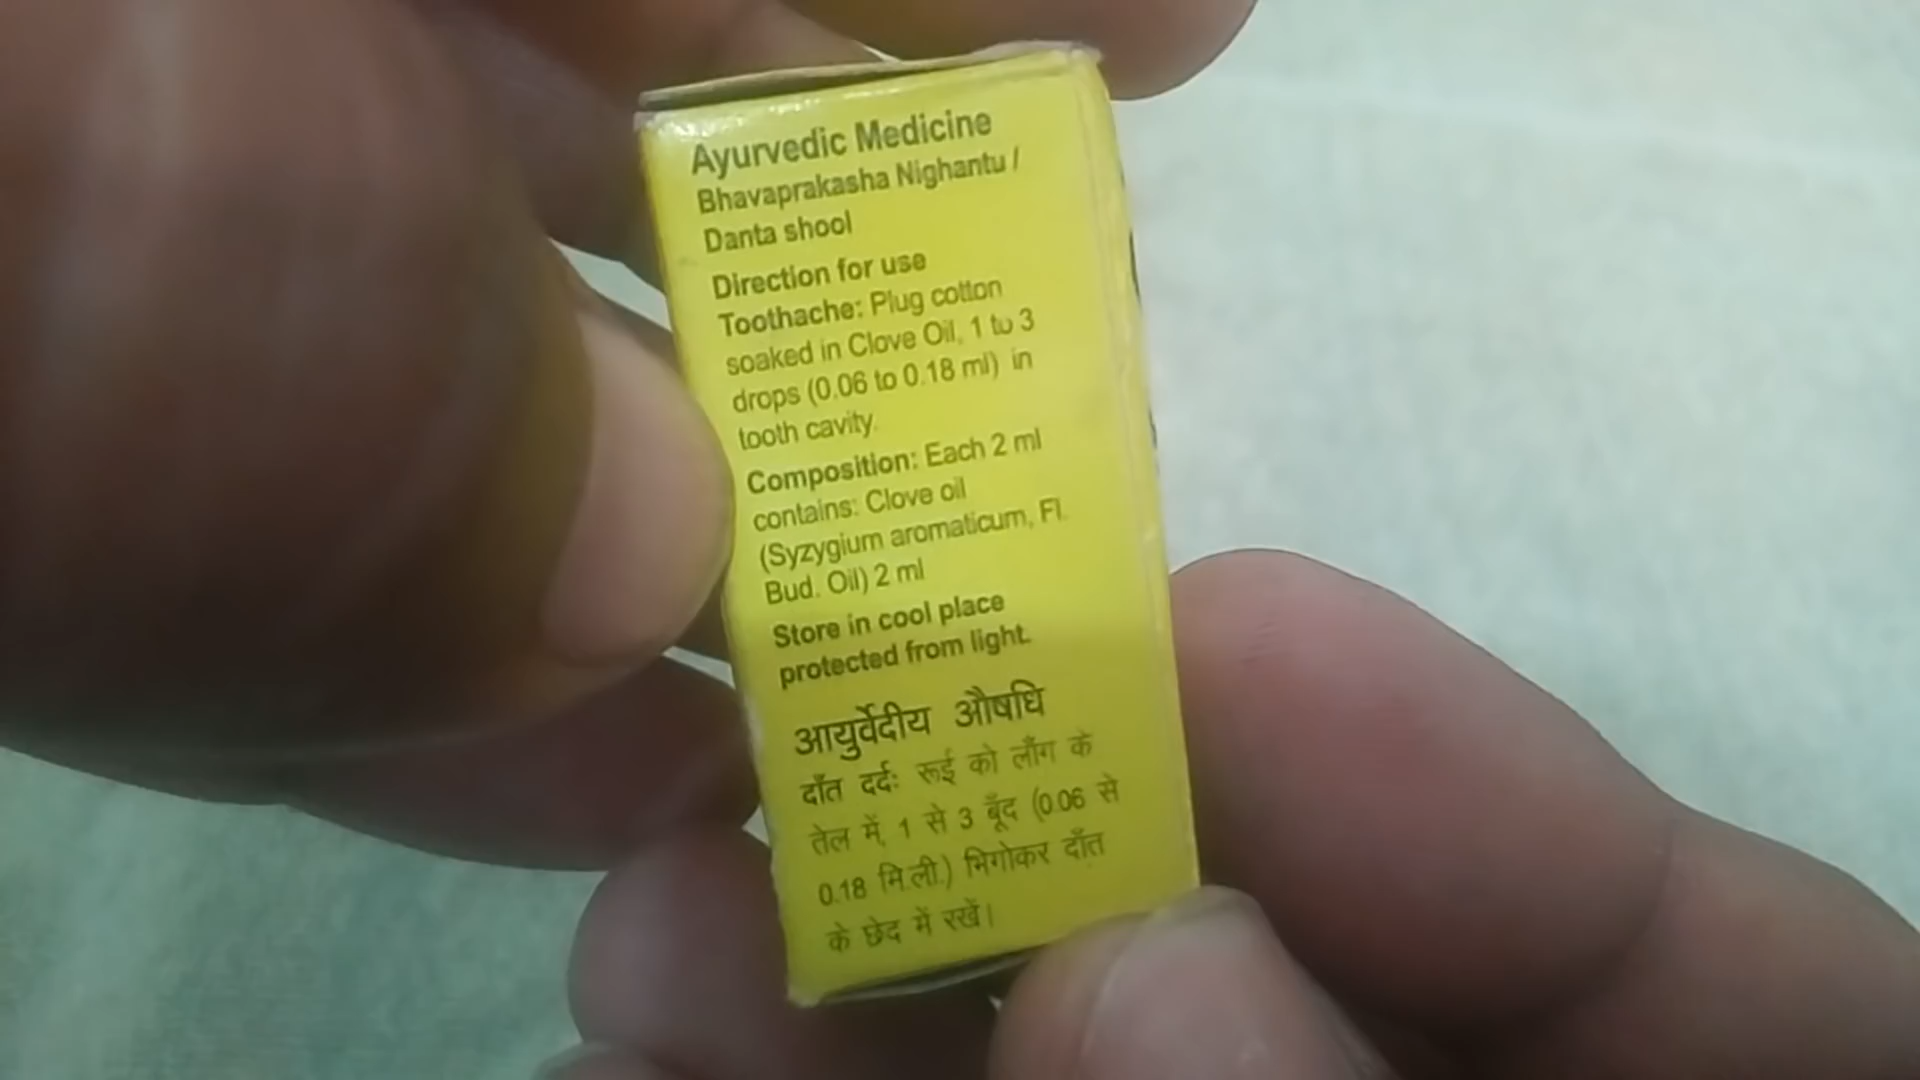 Ayurvedic Medicine
Bhavaprakasha Nighantu /
Danta shool
Direction for use
Toothache: Plug cotton
soaked in Clove Oil, 1 to 3
drops (0.06 to 0.18 ml) in
tooth cavity.
Composition: Each 2 ml
contains: Clove oil
(Syzygium aromaticum, Fl.
Bud. Oil) 2 ml
Store in cool place
protected from light.
आयुर्वेदीय औषधि
दाँत दर्दः रूई को लौंग के
तेल में, 1 से 3 बूँद (0.06 से
0.18 मि.ली.) भिगोकर दाँत
के छेद में रखें।